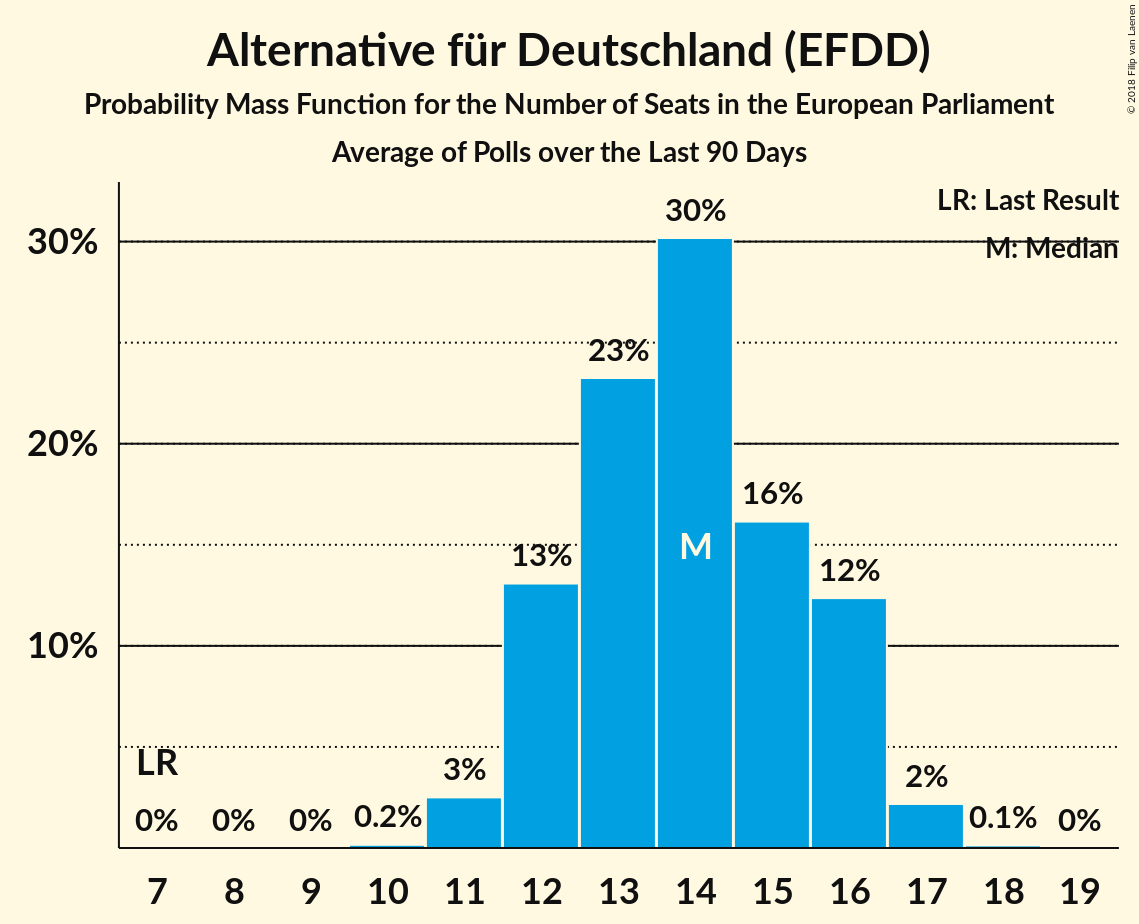 Alternative für Deutschland (EFDD)
Probability Mass Function for the Number of Seats in the European Parliament
Average of Polls over the Last 90 Days
© 2018 Filip van Laenen
LR: Last Result
M: Median
30%
20%
10%
LR
0%
0%
0%
0.2%
3%
13%
23%
30%
M
16%
12%
2%
0.1%
0%
7 8 9 10 11 12 13 14 15 16 17 18 19